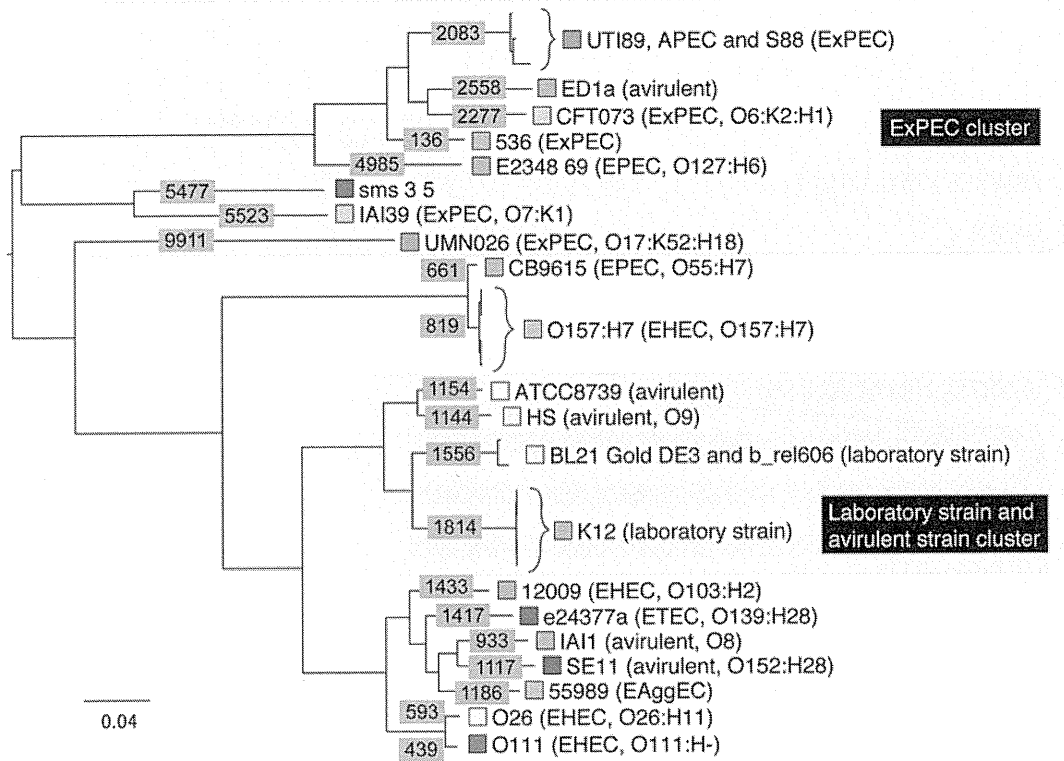 2083 UTI89, APEC and S88 (ExPEC)
2558 ED1a (avirulent)
2277 CFT073 (ExPEC, O6:K2:H1)
ExPEC cluster
136 536 (ExPEC)
4985 E2348 69 (EPEC, O127:H6)
5477 sms 3 5
5523 IAI39 (ExPEC, O7:K1)
9911 UMN026 (ExPEC, O17:K52:H18)
661 CB9615 (EPEC, O55:H7)
819 O157:H7 (EHEC, O157:H7)
1154 ATCC8739 (avirulent)
1144 HS (avirulent, O9)
1556 BL21 Gold DE3 and b_rel606 (laboratory strain)
1814 K12 (laboratory strain)
Laboratory strain and
avirulent strain cluster
1433 12009 (EHEC, O103:H2)
1417 e24377a (ETEC, O139:H28)
933 IAI1 (avirulent, O8)
1117 SE11 (avirulent, O152:H28)
1186 55989 (EAggEC)
593 O26 (EHEC, O26:H11)
439 O111 (EHEC, O111:H-)
0.04